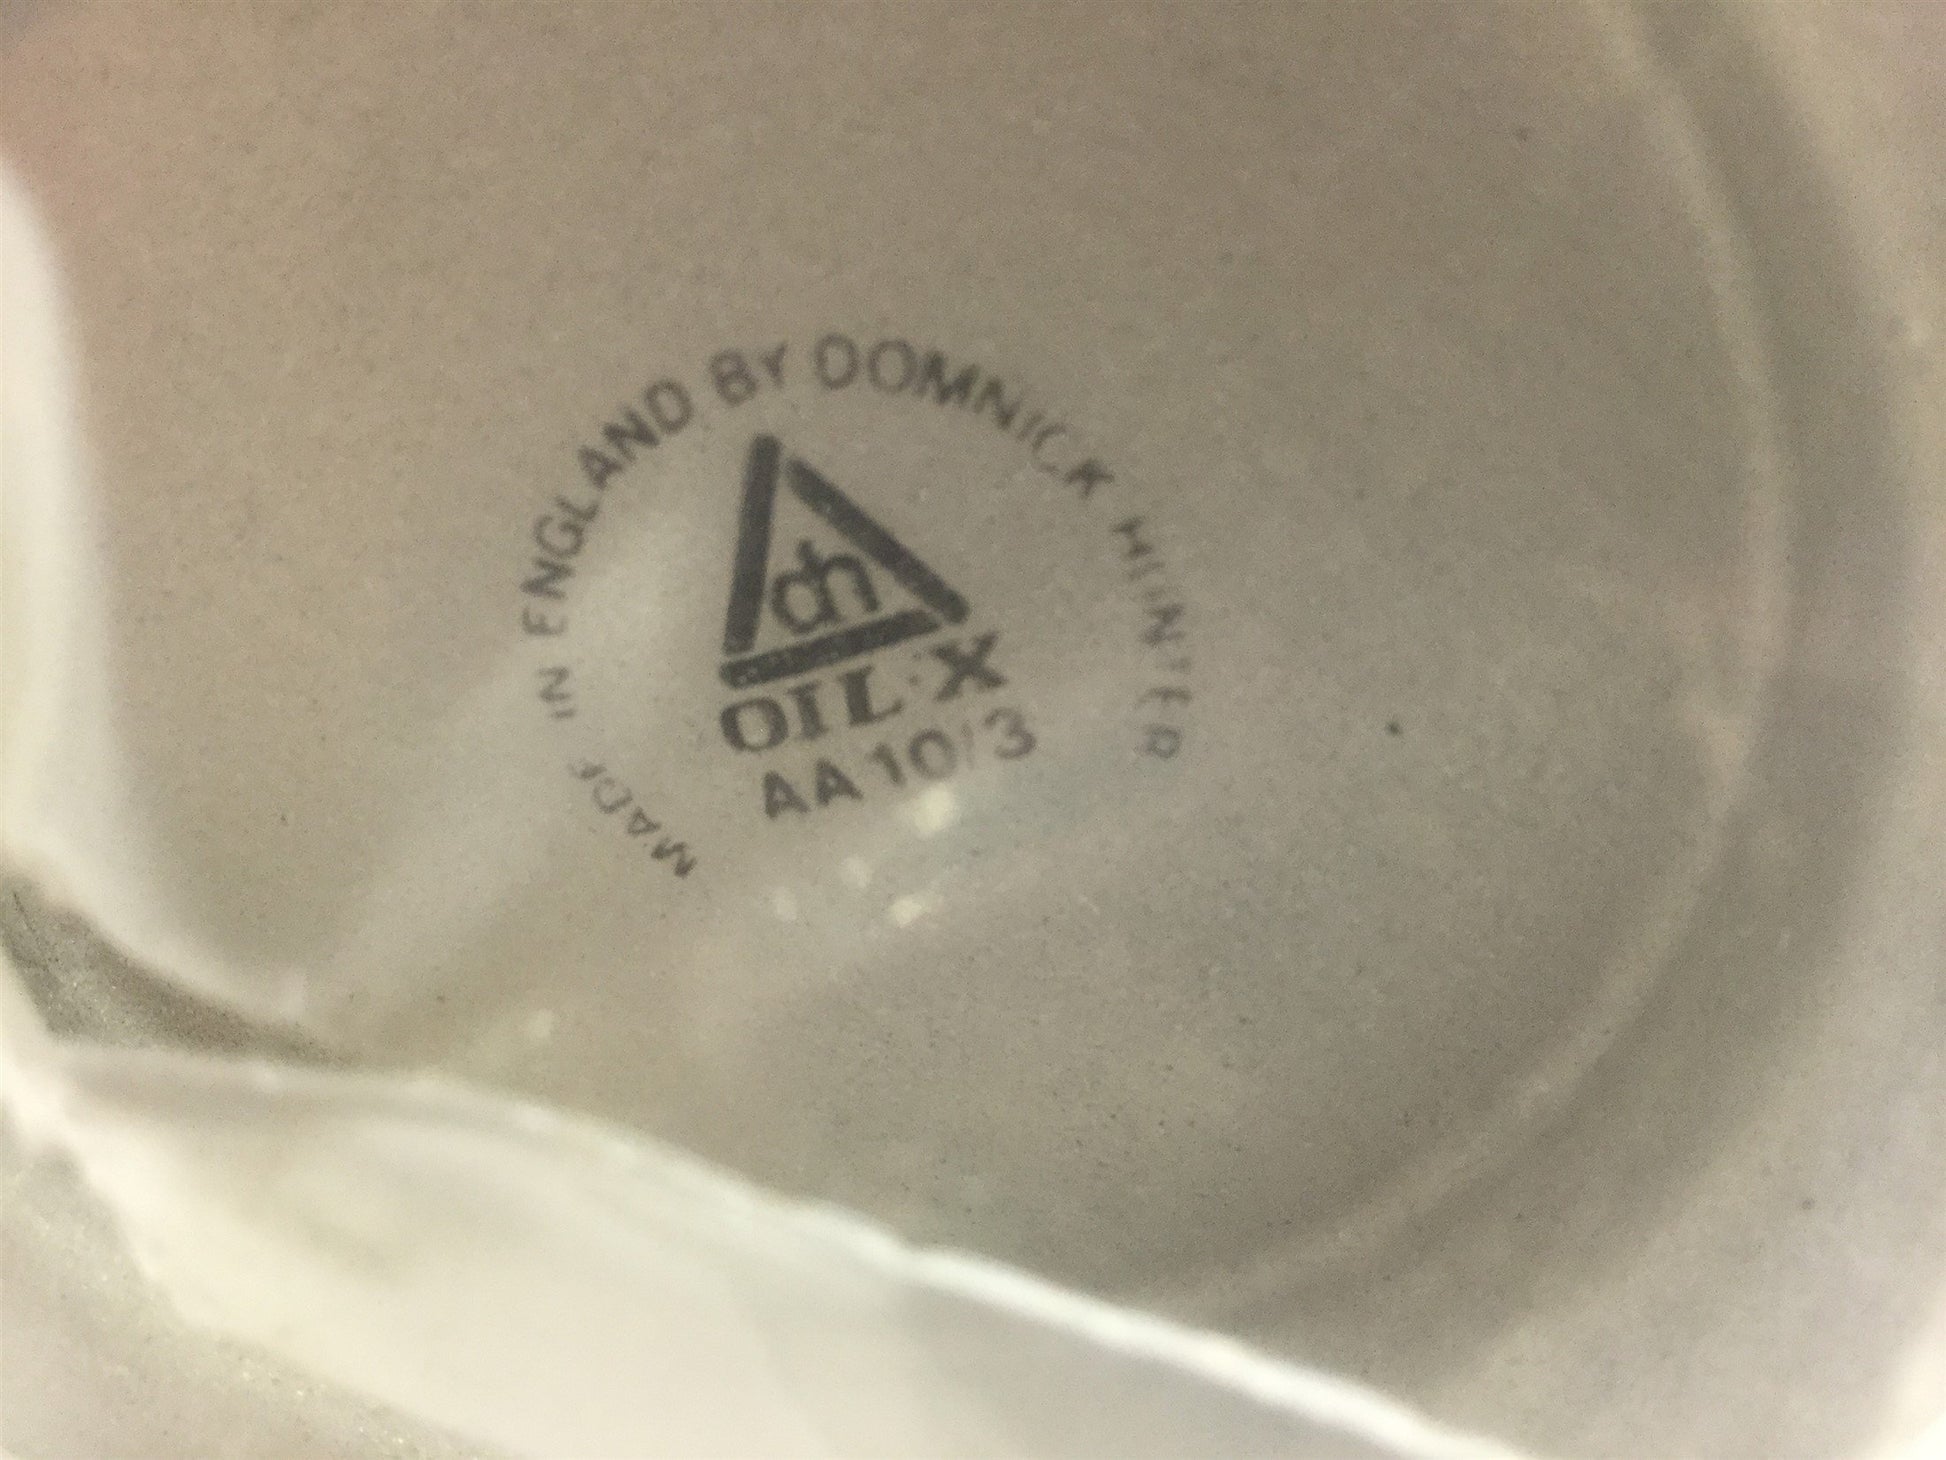 MADE IN ENGLAND BY DOMNICK HUNTER
dh
OIL-X
AA 10/3